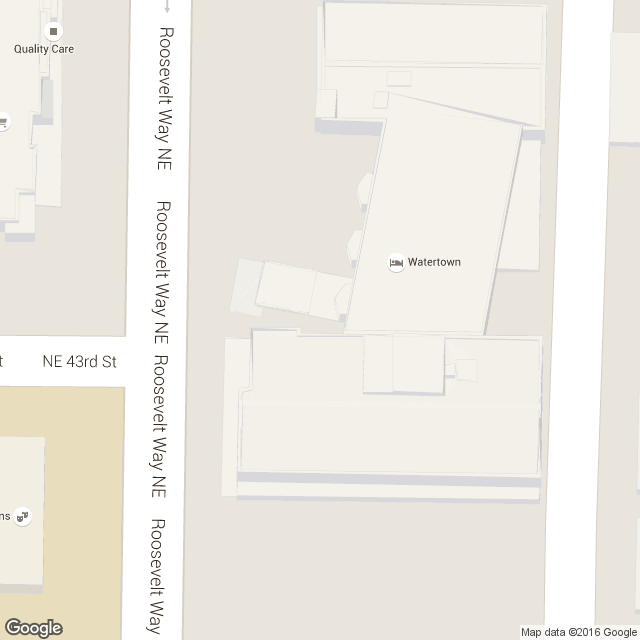 Roosevelt Way NE
Quality Care
Roosevelt Way NE
Watertown
NE 43rd St
Roosevelt Way NE
Roosevelt Way
Google
Map data ©2016 Google